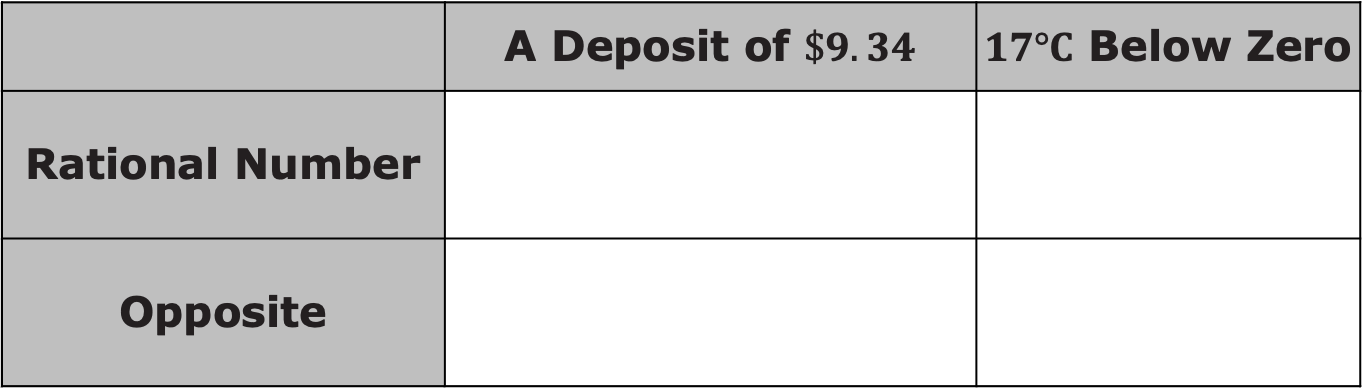 A Deposit of $9.34
17°C Below Zero
Rational Number
Opposite